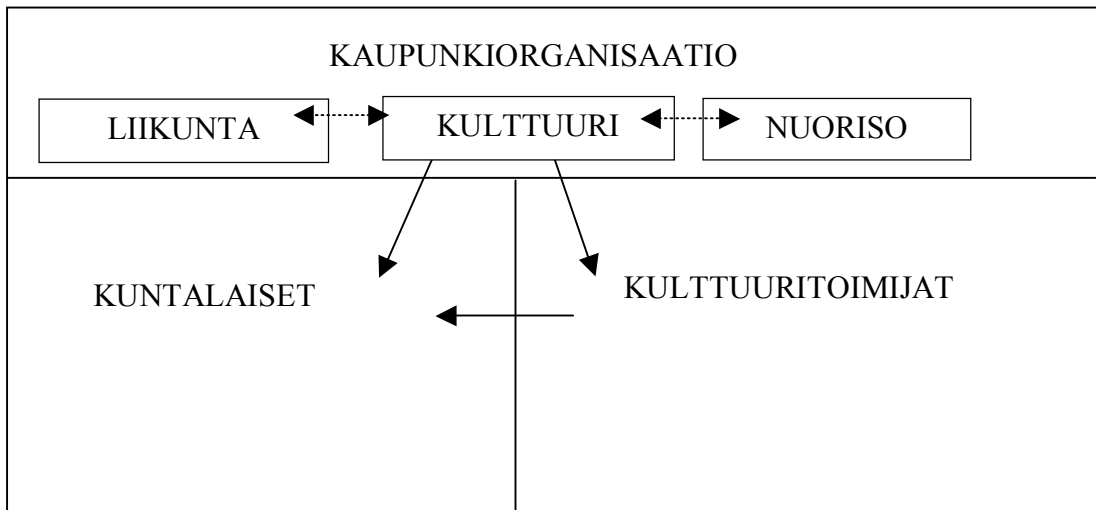 KAUPUNKIORGANISAATIO
LIIKUNTA
KULTTUURI
NUORISO
KUNTALAISET
KULTTUURITOIMIJAT